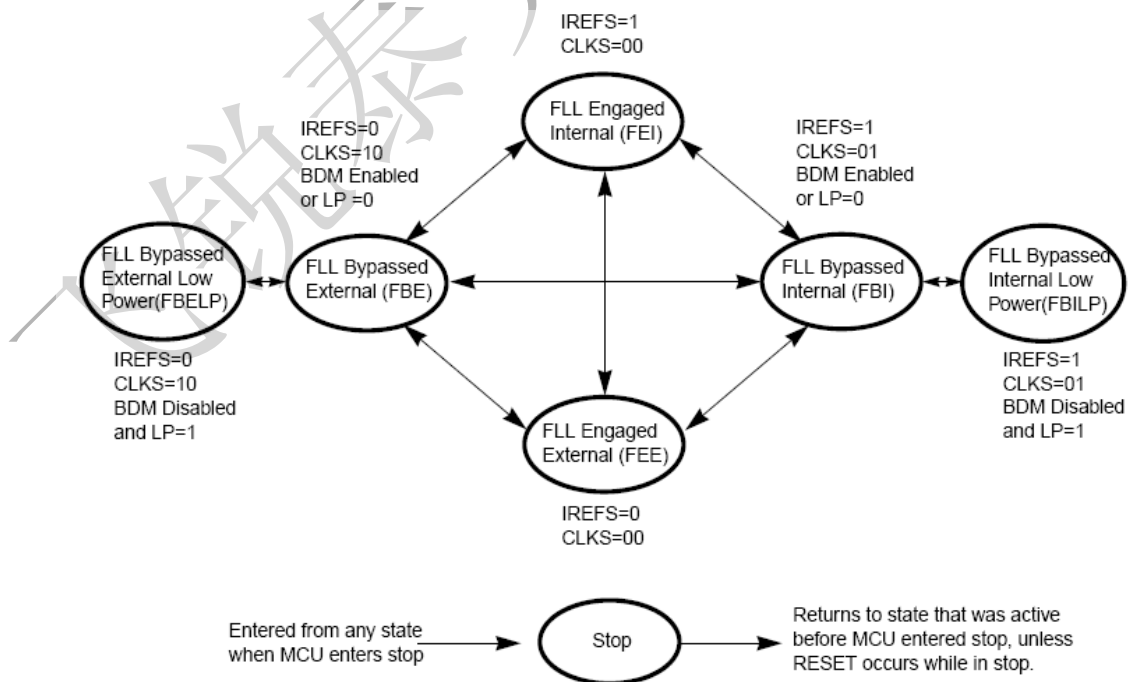 IREFS=1
CLKS=00
FLL Engaged
Internal (FEI)
IREFS=0
CLKS=10
BDM Enabled
or LP =0
IREFS=1
CLKS=01
BDM Enabled
or LP=0
FLL Bypassed
External Low
Power(FBELP)
FLL Bypassed
External (FBE)
FLL Bypassed
Internal (FBI)
FLL Bypassed
Internal Low
Power(FBILP)
IREFS=0
CLKS=10
BDM Disabled
and LP=1
FLL Engaged
External (FEE)
IREFS=1
CLKS=01
BDM Disabled
and LP=1
IREFS=0
CLKS=00
Entered from any state
when MCU enters stop
Stop
Returns to state that was active
before MCU entered stop, unless
RESET occurs while in stop.
锐泰